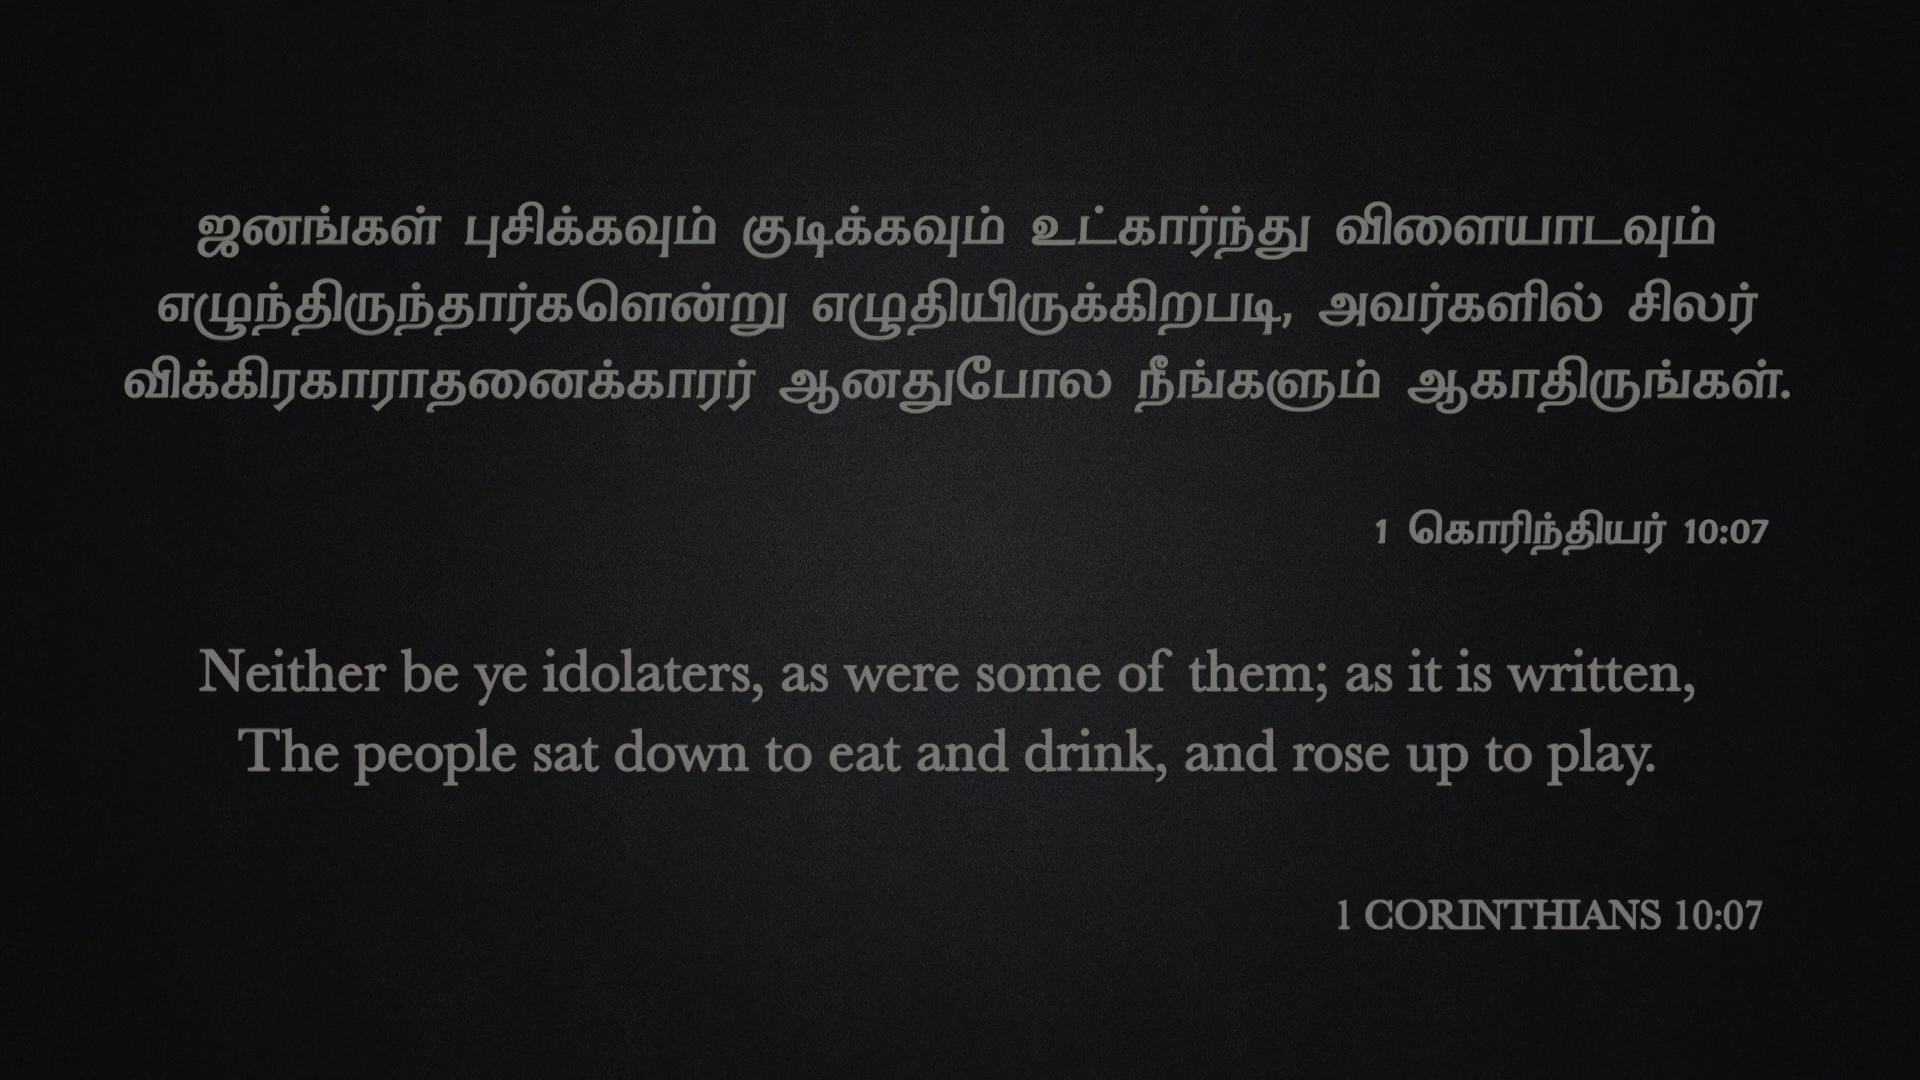 ஜனங்கள் புசிக்கவும் குடிக்கவும் உட்கார்ந்து விளையாடவும்
எழுந்திருந்தார்களென்று எழுதியிருக்கிறபடி, அவர்களில் சிலர்
விக்கிரகாராதனைக்காரர் ஆனதுபோல நீங்களும் ஆகாதிருங்கள்.
1 கொரிந்தியர் 10:07
Neither be ye idolaters, as were some of them; as it is written,
The people sat down to eat and drink, and rose up to play.
1 CORINTHIANS 10:07